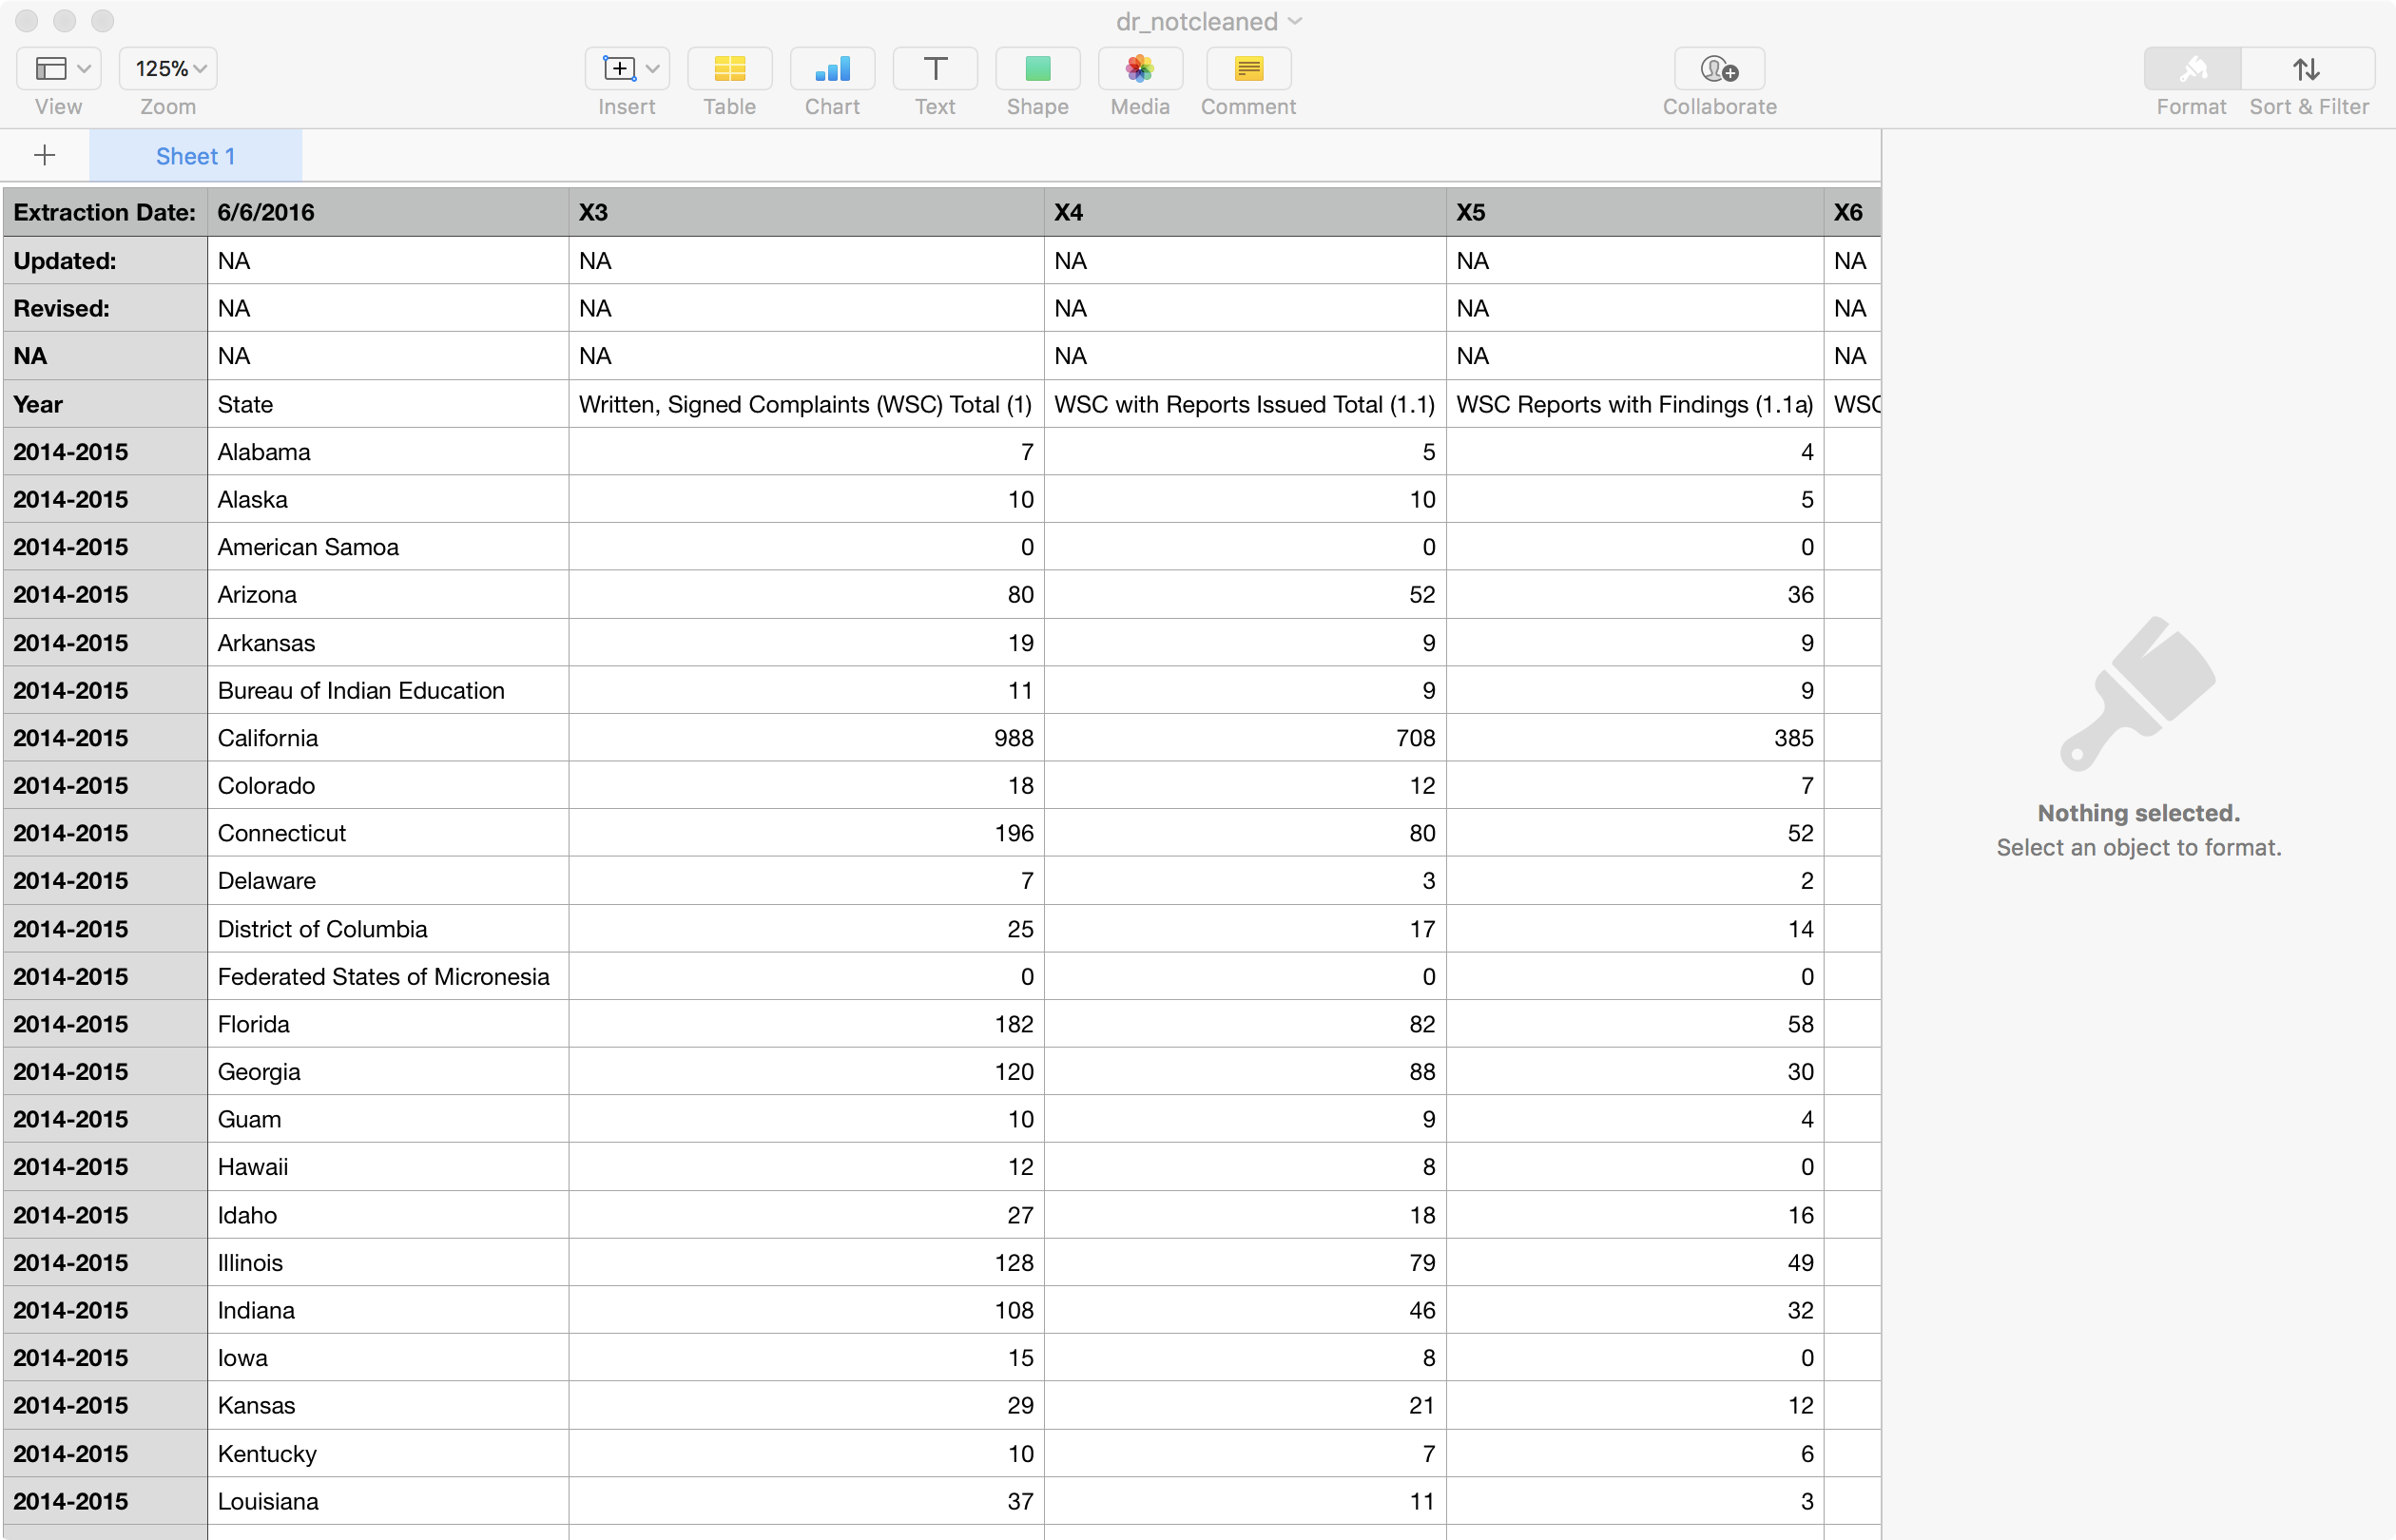 dr_notcleaned
125%
View Zoom Insert Table Chart Text Shape Media Comment Collaborate Format Sort & Filter
Sheet 1
Extraction Date: 6/6/2016 X3 X4 X5 X6
Updated: NA NA NA NA NA
Revised: NA NA NA NA NA
NA NA NA NA NA NA
Year State Written, Signed Complaints (WSC) Total (1) WSC with Reports Issued Total (1.1) WSC Reports with Findings (1.1a) WSC
2014-2015 Alabama 7 5 4
2014-2015 Alaska 10 10 5
2014-2015 American Samoa 0 0 0
2014-2015 Arizona 80 52 36
2014-2015 Arkansas 19 9 9
2014-2015 Bureau of Indian Education 11 9 9
2014-2015 California 988 708 385
2014-2015 Colorado 18 12 7
2014-2015 Connecticut 196 80 52
2014-2015 Delaware 7 3 2
2014-2015 District of Columbia 25 17 14
2014-2015 Federated States of Micronesia 0 0 0
2014-2015 Florida 182 82 58
2014-2015 Georgia 120 88 30
2014-2015 Guam 10 9 4
2014-2015 Hawaii 12 8 0
2014-2015 Idaho 27 18 16
2014-2015 Illinois 128 79 49
2014-2015 Indiana 108 46 32
2014-2015 Iowa 15 8 0
2014-2015 Kansas 29 21 12
2014-2015 Kentucky 10 7 6
2014-2015 Louisiana 37 11 3
Nothing selected.
Select an object to format.